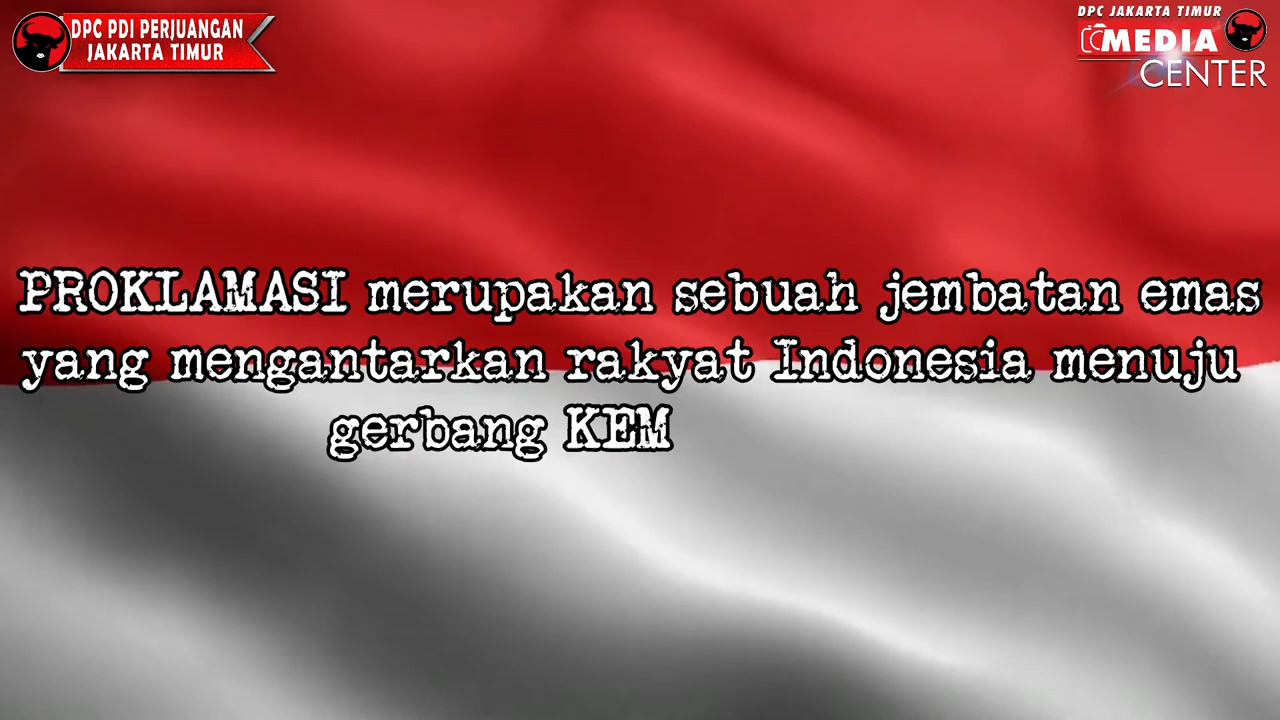 DPC PDI PERJUANGAN
JAKARTA TIMUR
DPC JAKARTA TIMUR
MEDIA
CENTER
PROKLAMASI merupakan sebuah jembatan emas
yang mengantarkan rakyat Indonesia menuju
gerbang KEM